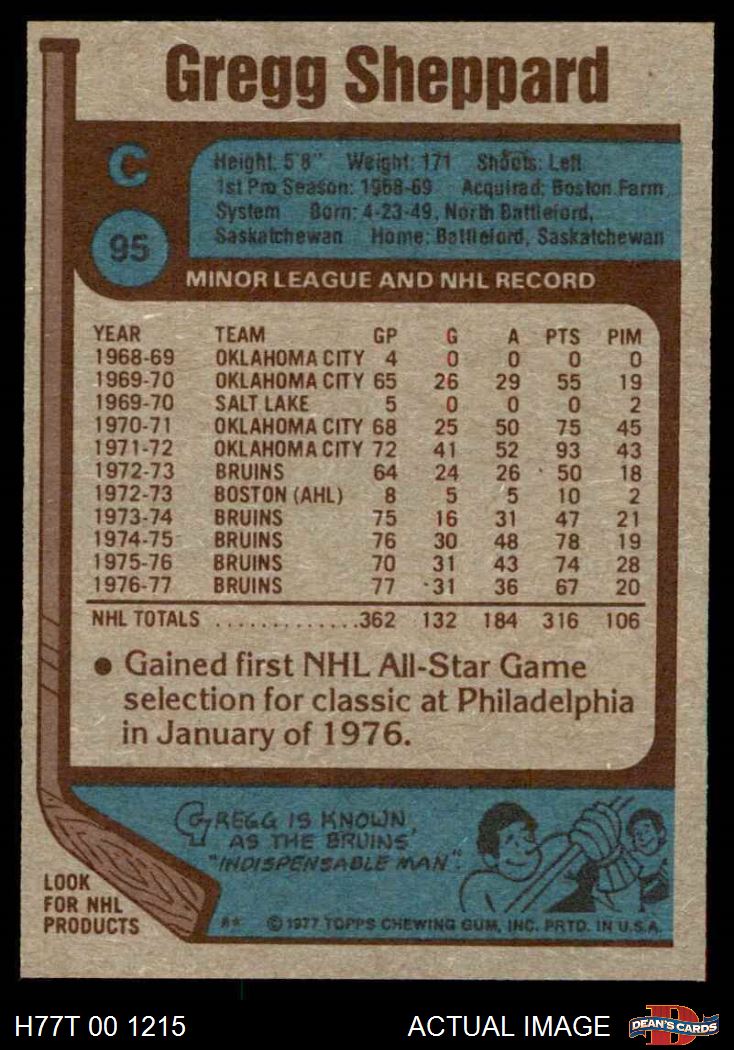 Gregg Sheppard
C
Height: 5'8" Weight: 171 Shoots: Left
1st Pro Season: 1968-69 Acquired: Boston Farm
System Born: 4-23-49, North Battleford,
Saskatchewan Home: Battleford, Saskatchewan
95
MINOR LEAGUE AND NHL RECORD
YEAR TEAM GP G A PTS PIM
1968-69 OKLAHOMA CITY 4 0 0 0 0
1969-70 OKLAHOMA CITY 65 26 29 55 19
1969-70 SALT LAKE 5 0 0 0 2
1970-71 OKLAHOMA CITY 68 25 50 75 45
1971-72 OKLAHOMA CITY 72 41 52 93 43
1972-73 BRUINS 64 24 26 50 18
1972-73 BOSTON (AHL) 8 5 5 10 2
1973-74 BRUINS 75 16 31 47 21
1974-75 BRUINS 76 30 48 78 19
1975-76 BRUINS 70 31 43 74 28
1976-77 BRUINS 77 31 36 67 20
NHL TOTALS .............362 132 184 316 106
● Gained first NHL All-Star Game
selection for classic at Philadelphia
in January of 1976.
GREGG IS KNOWN
AS THE BRUINS'
"INDISPENSABLE MAN".
LOOK
FOR NHL
PRODUCTS
** © 1977 TOPPS CHEWING GUM, INC. PRTD. IN U.S.A.
H77T 00 1215
ACTUAL IMAGE
D
DEAN'S CARDS